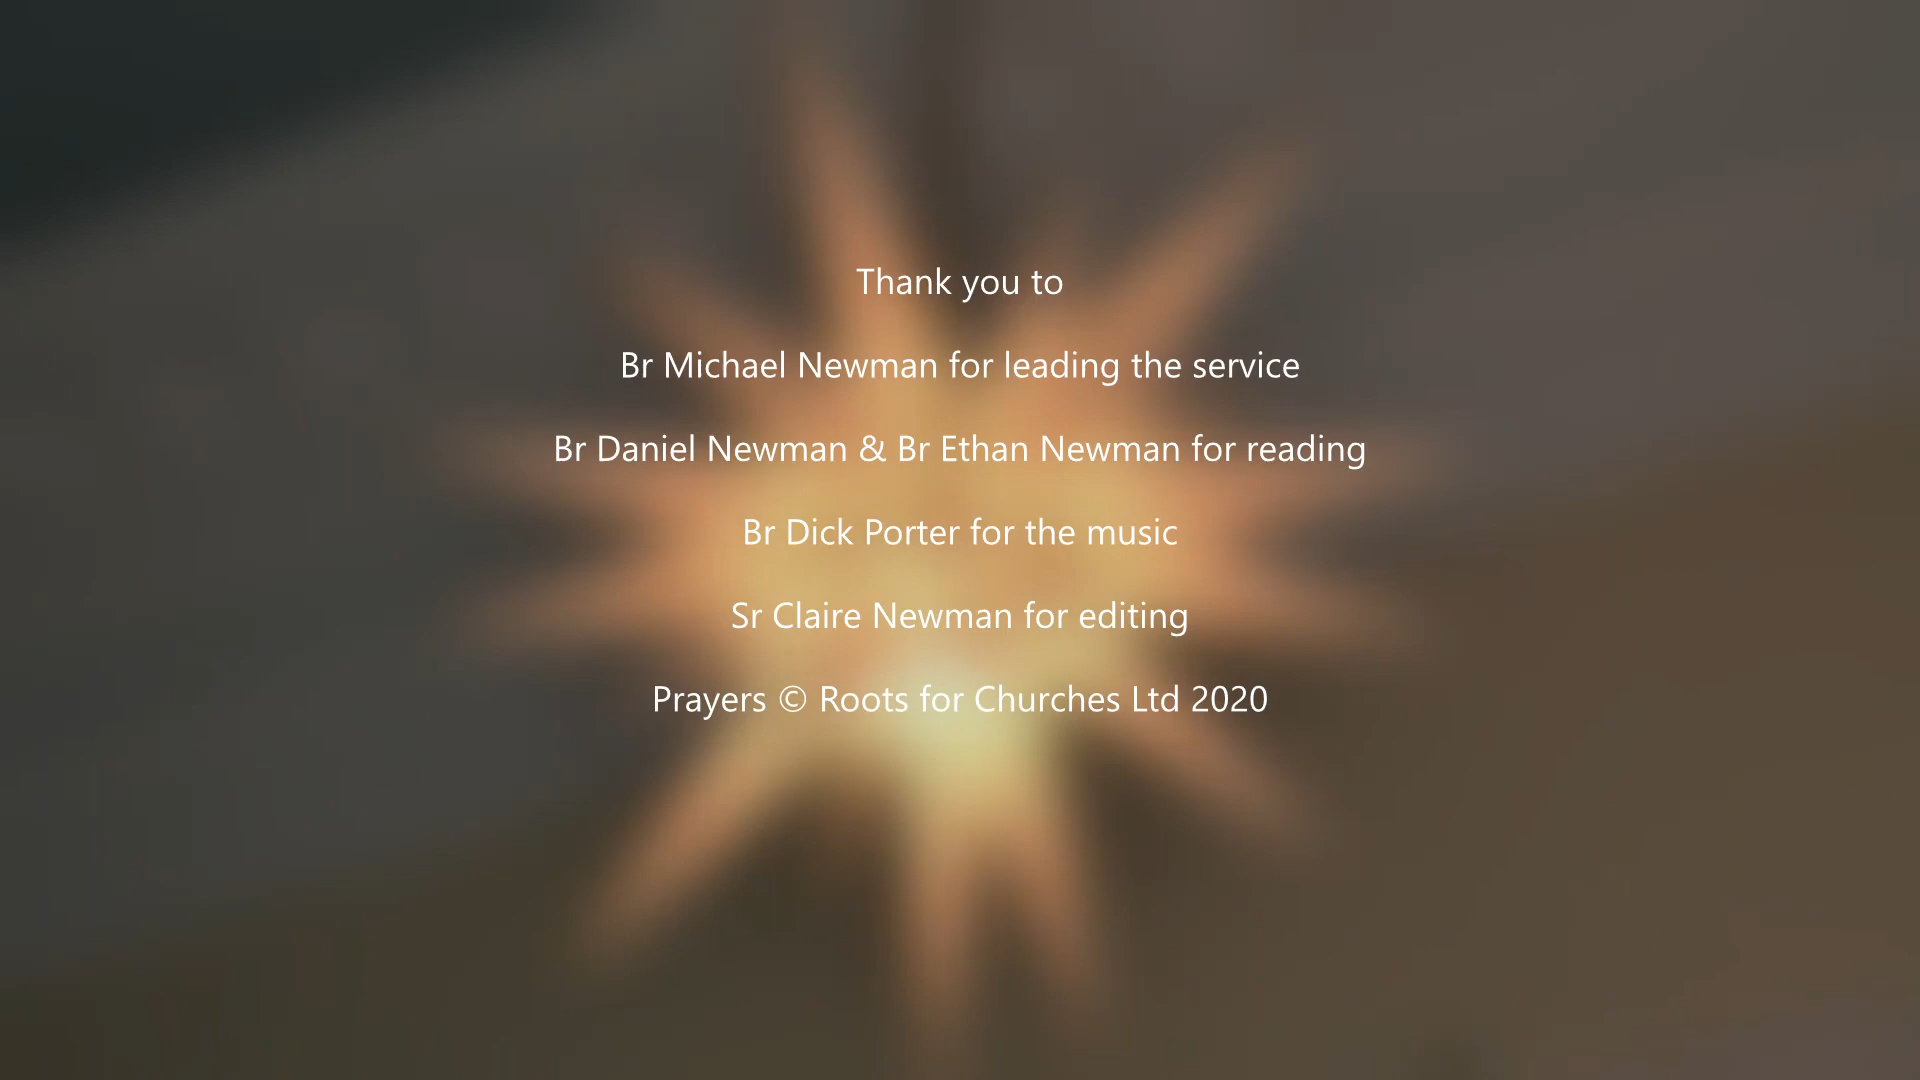 Thank you to
Br Michael Newman for leading the service
Br Daniel Newman & Br Ethan Newman for reading
Br Dick Porter for the music
Sr Claire Newman for editing
Prayers © Roots for Churches Ltd 2020